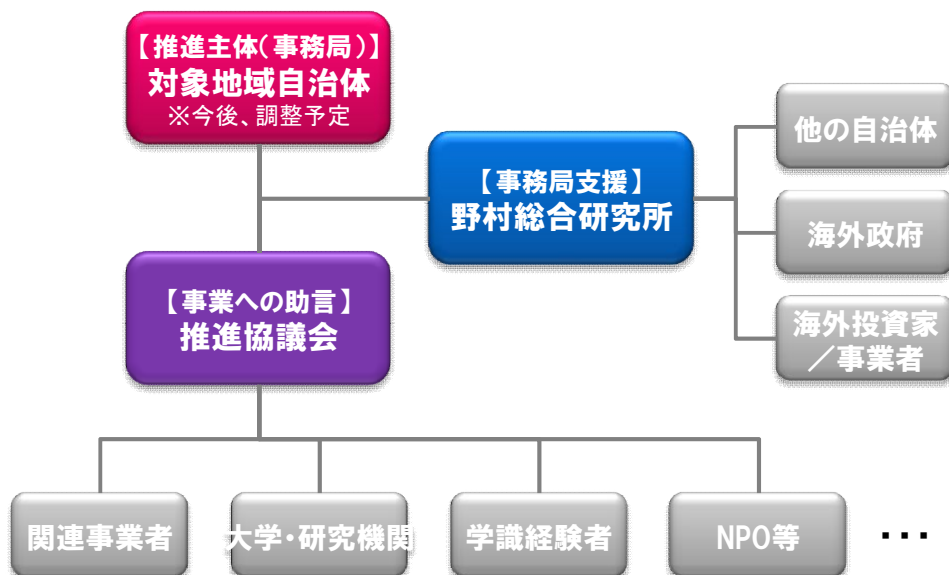 【推進主体(事務局)】
対象地域自治体
※今後、調整予定
【事務局支援】
野村総合研究所
他の自治体
海外政府
海外投資家
／事業者
【事業への助言】
推進協議会
関連事業者
大学・研究機関
学識経験者
NPO等
・・・